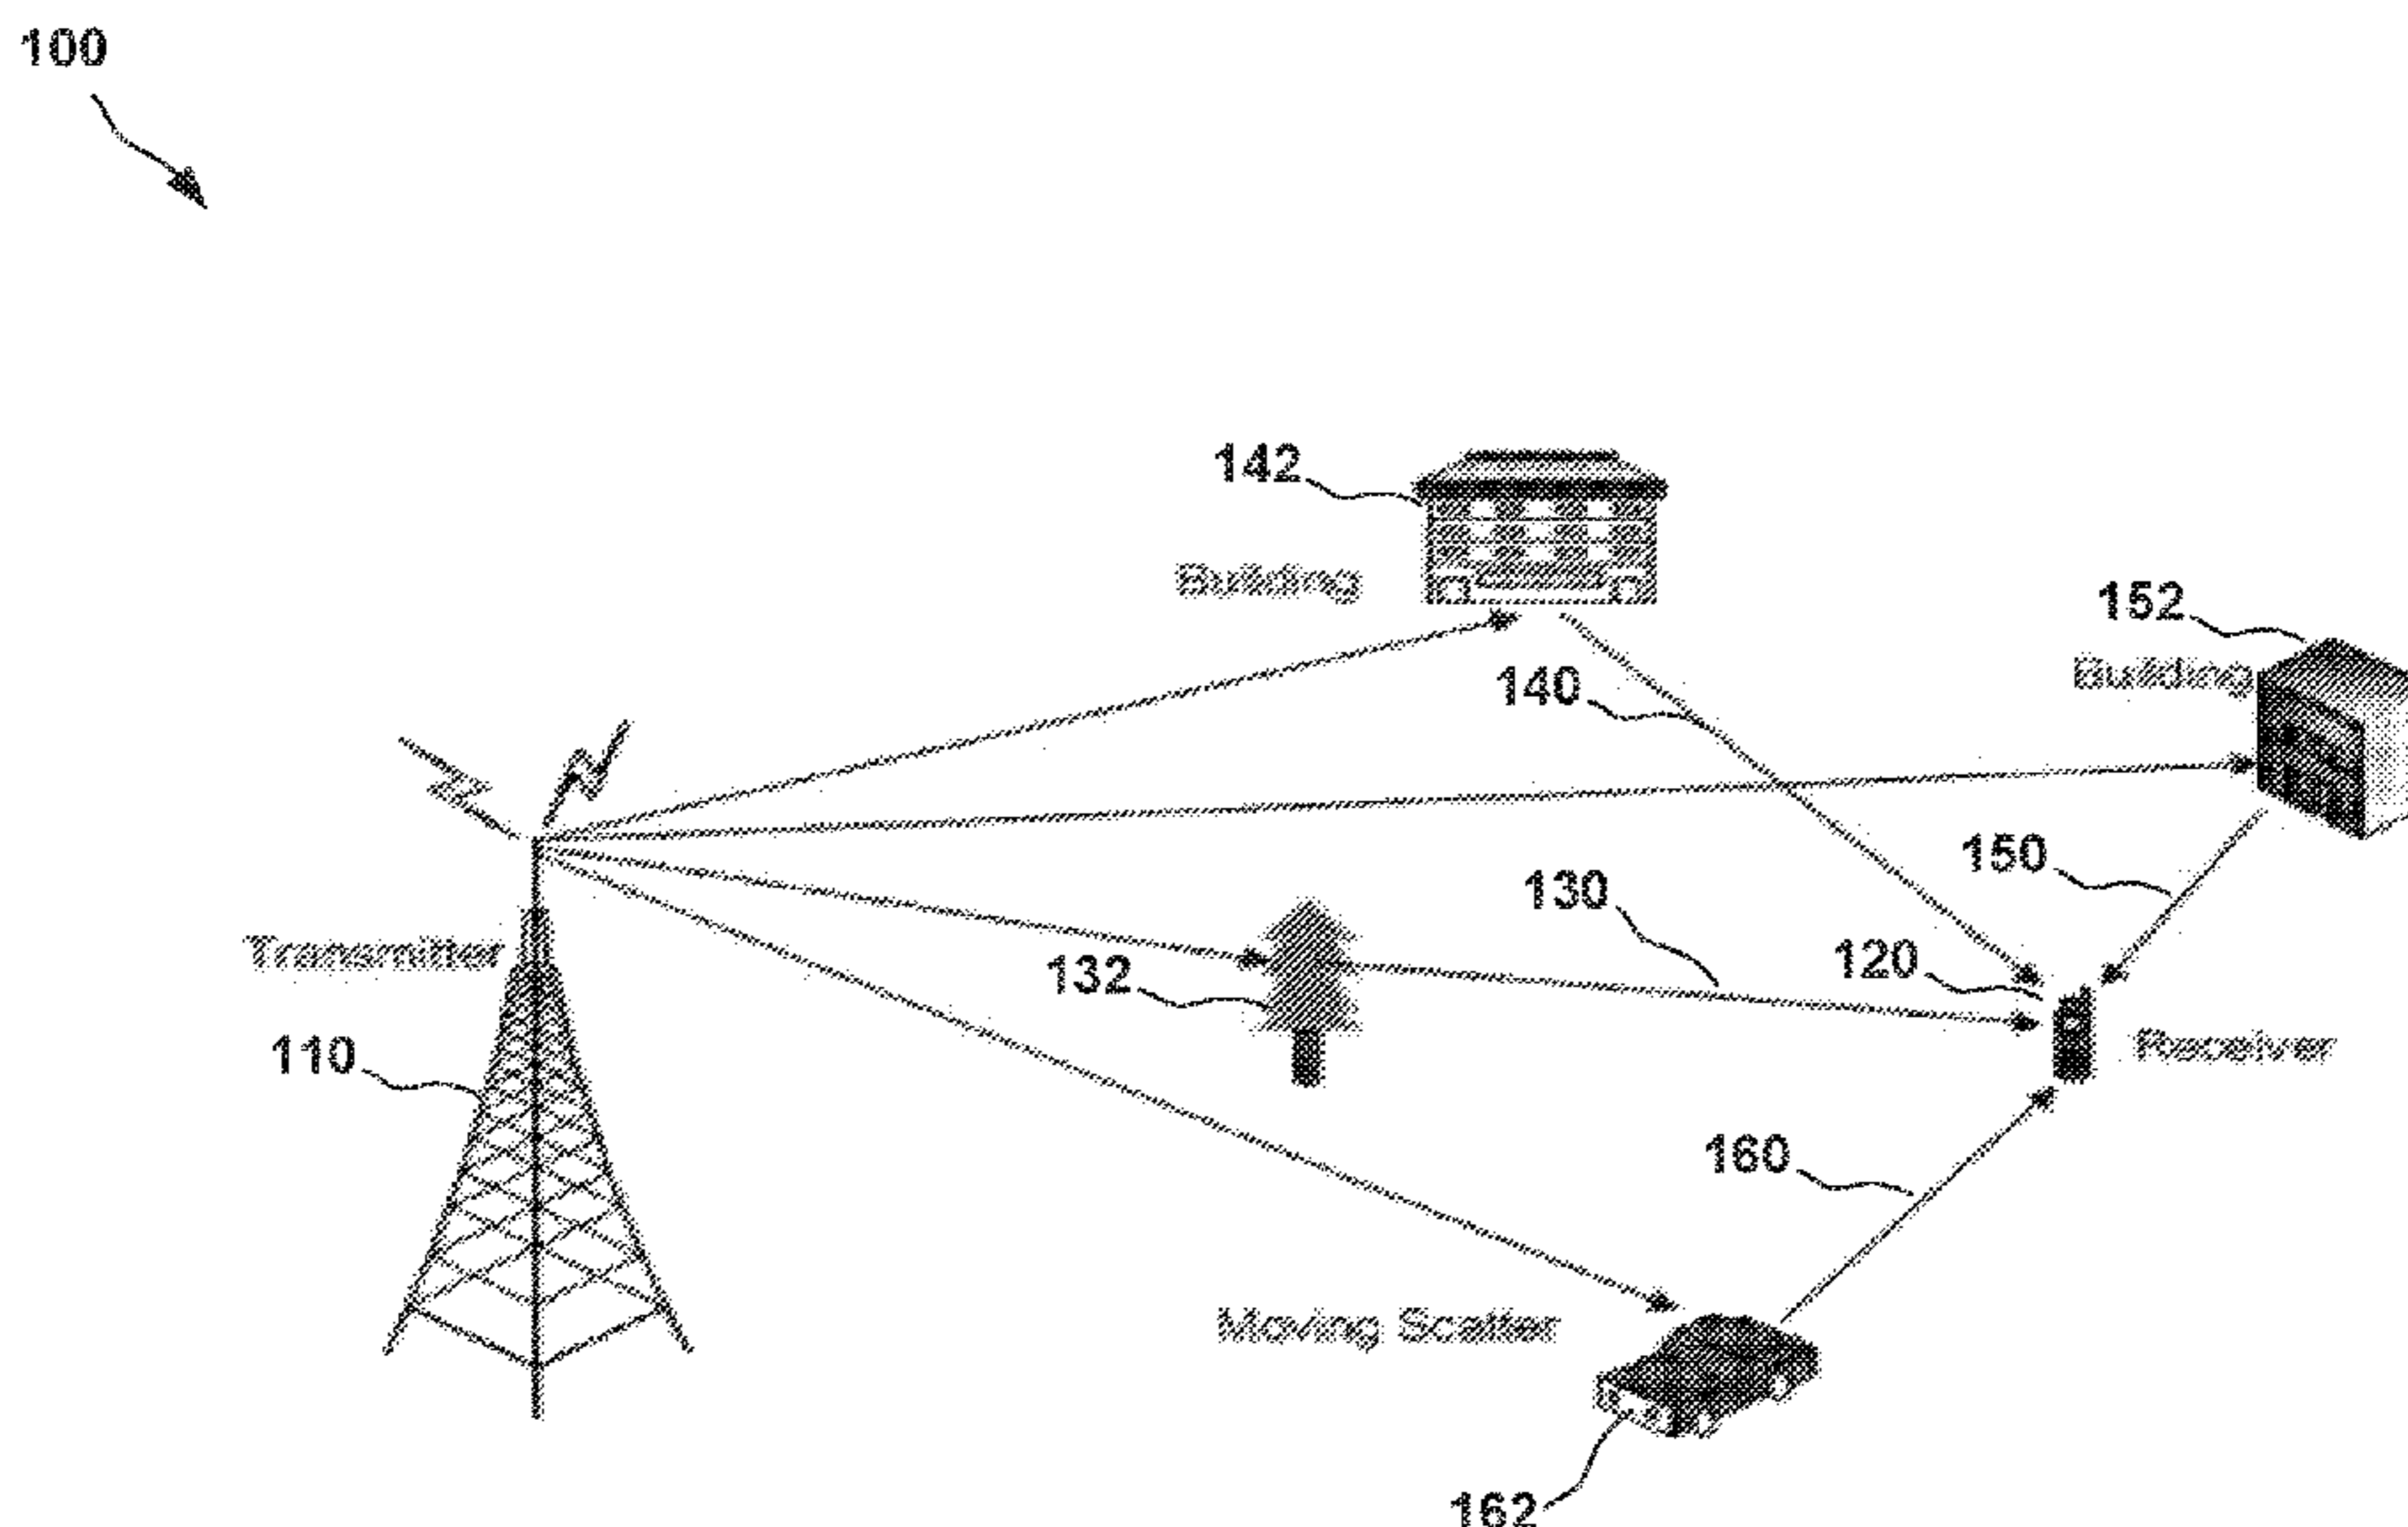 100
142
Building
152
Building
140
150
130
Transmitter
132
120
110
Receiver
160
Moving Scatter
162